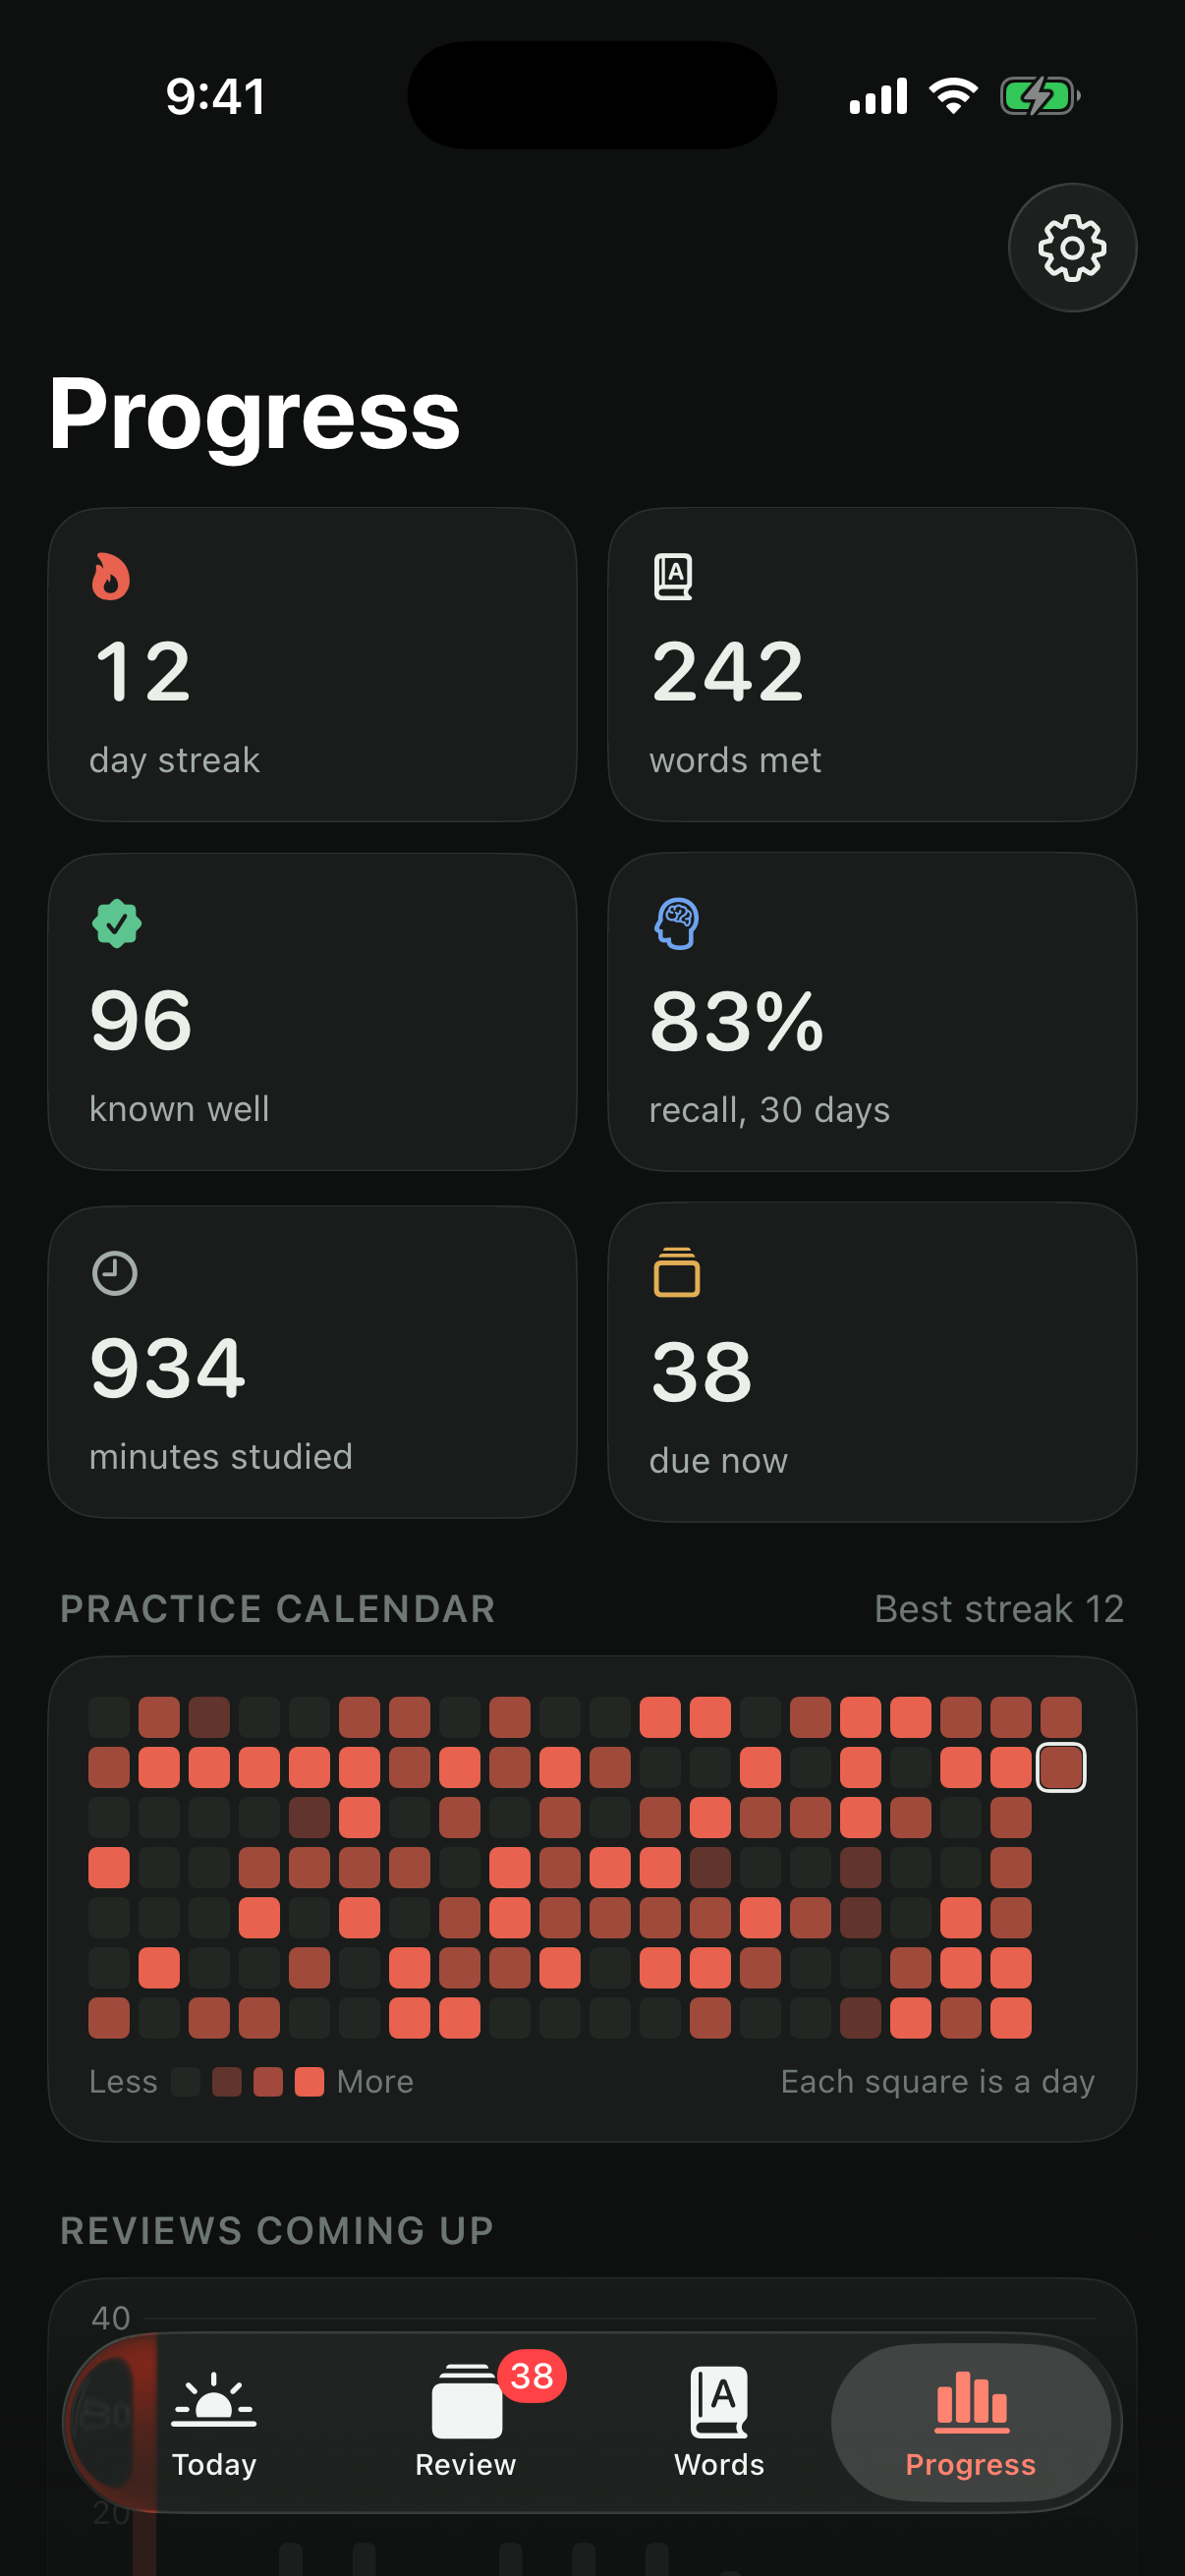 9:41
Progress
12
day streak
A
242
words met
96
known well
83%
recall, 30 days
934
minutes studied
38
due now
PRACTICE CALENDAR
Best streak 12
Less
More
Each square is a day
REVIEWS COMING UP
40
20
38
A
Today
Review
Words
Progress